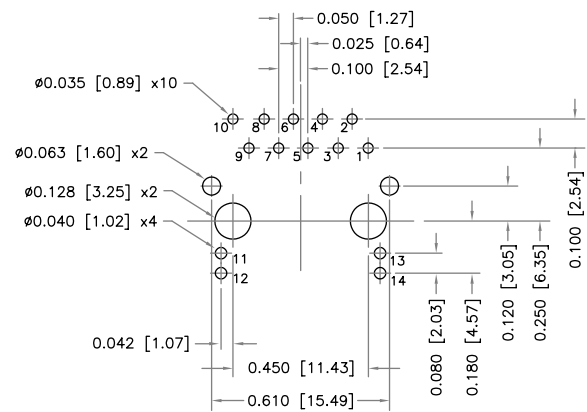 0.050 [1.27]
0.025 [0.64]
0.100 [2.54]
ø0.035 [0.89] x10
10 8 6 4 2
9 7 5 3 1
ø0.063 [1.60] x2
ø0.128 [3.25] x2
ø0.040 [1.02] x4
11 13
12 14
0.100 [2.54]
0.250 [6.35]
0.120 [3.05]
0.180 [4.57]
0.080 [2.03]
0.042 [1.07]
0.450 [11.43]
0.610 [15.49]